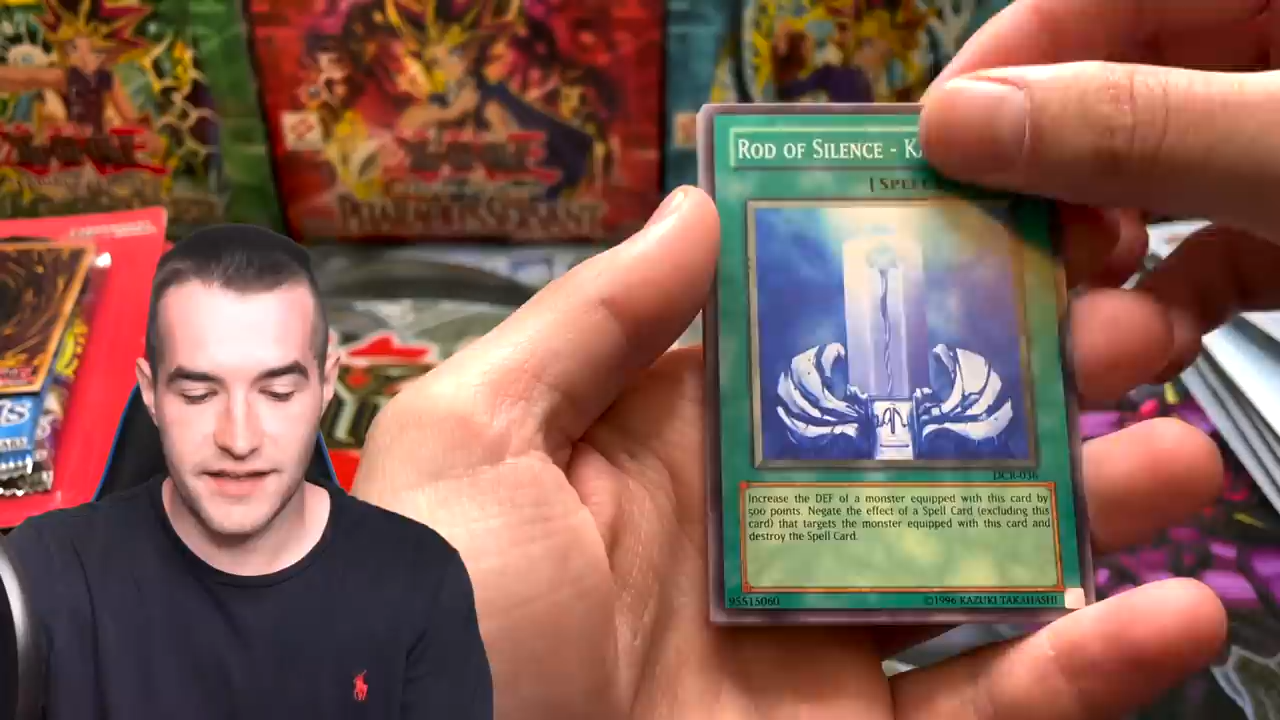 ROD OF SILENCE - K
[SPELL
DCR-036
Increase the DEF of a monster equipped with this card by
500 points. Negate the effect of a Spell Card (excluding this
card) that targets the monster equipped with this card and
destroy the Spell Card.
95515060
©1996 KAZUKI TAKAHASHI